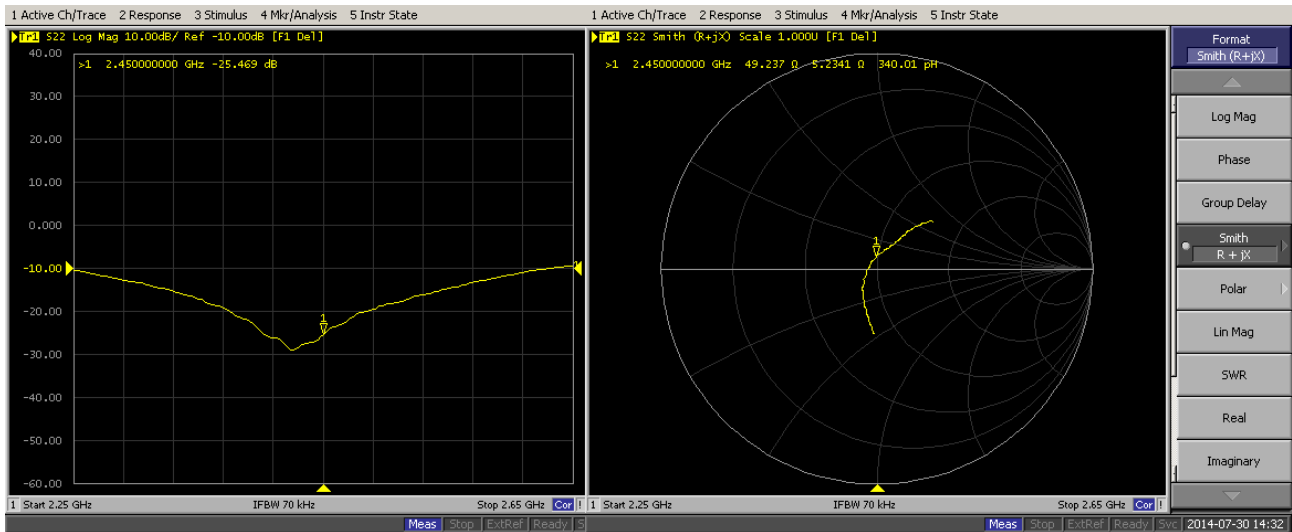 1 Active Ch/Trace 2 Response 3 Stimulus 4 Mkr/Analysis 5 Instr State
Tr1 S22 Log Mag 10.00dB/ Ref -10.00dB [F1 Del]
40.00
>1 2.450000000 GHz -25.469 dB
30.00
20.00
10.00
0.000
-10.00
-20.00
1
-30.00
-40.00
-50.00
-60.00
1 Start 2.25 GHz IFBW 70 kHz Stop 2.65 GHz Cor !
Meas Stop ExtRef Ready S
1 Active Ch/Trace 2 Response 3 Stimulus 4 Mkr/Analysis 5 Instr State
Tr1 S22 Smith (R+jX) Scale 1.000U [F1 Del]
>1 2.450000000 GHz 49.237 Ω 5.2341 Ω 340.01 pH
1
1 Start 2.25 GHz IFBW 70 kHz Stop 2.65 GHz Cor !
Meas Stop ExtRef Ready Svc 2014-07-30 14:32
Format
Smith (R+jX)
Log Mag
Phase
Group Delay
Smith
R + jX
Polar
Lin Mag
SWR
Real
Imaginary